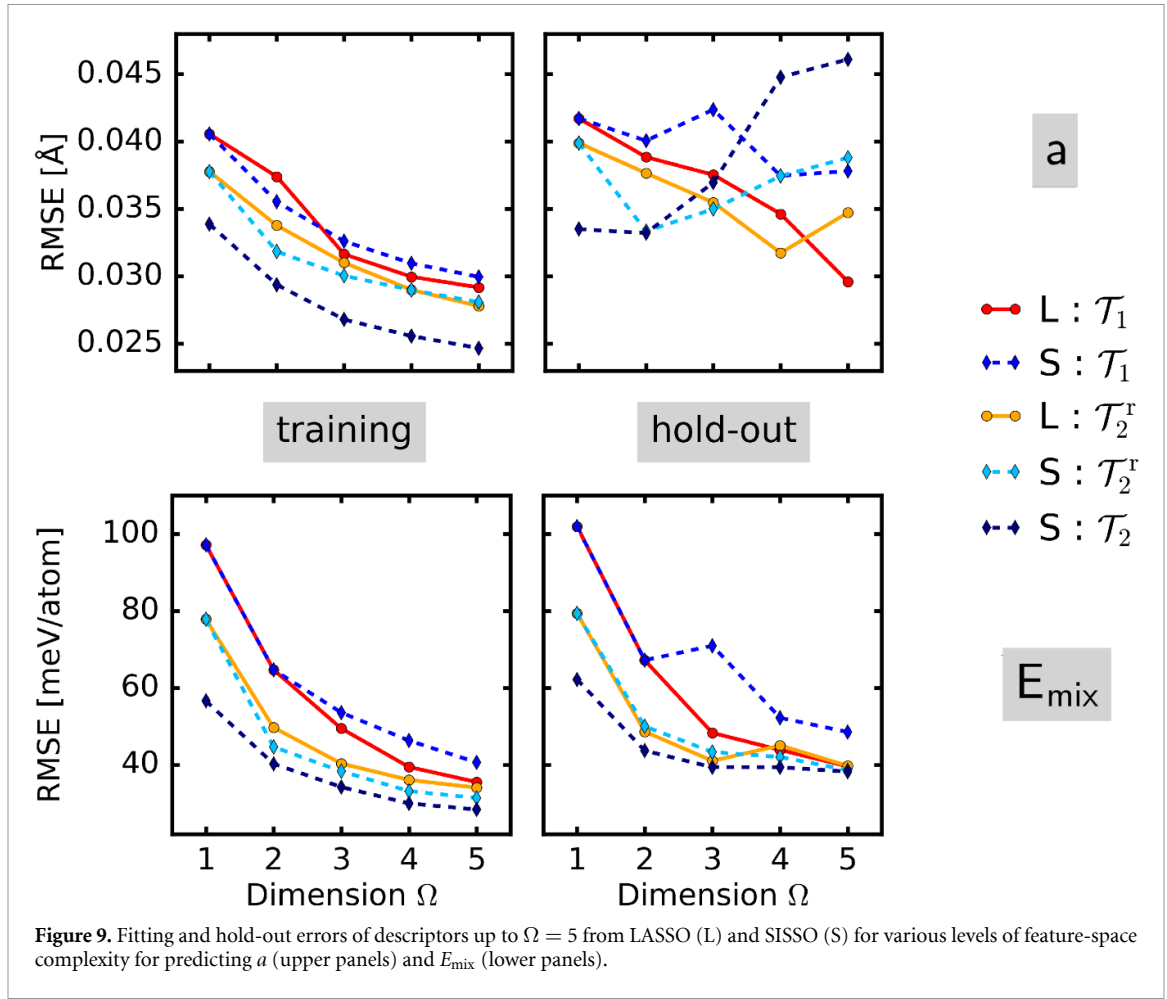 0.045
0.040
0.035
0.030
0.025
RMSE [Å]
a
training
hold-out
L : 𝒯₁
S : 𝒯₁
L : 𝒯₂ʳ
S : 𝒯₂ʳ
S : 𝒯₂
100
80
60
40
RMSE [meV/atom]
E_mix
1 2 3 4 5
1 2 3 4 5
Dimension Ω
Dimension Ω
Figure 9. Fitting and hold-out errors of descriptors up to Ω = 5 from LASSO (L) and SISSO (S) for various levels of feature-space
complexity for predicting a (upper panels) and E_mix (lower panels).